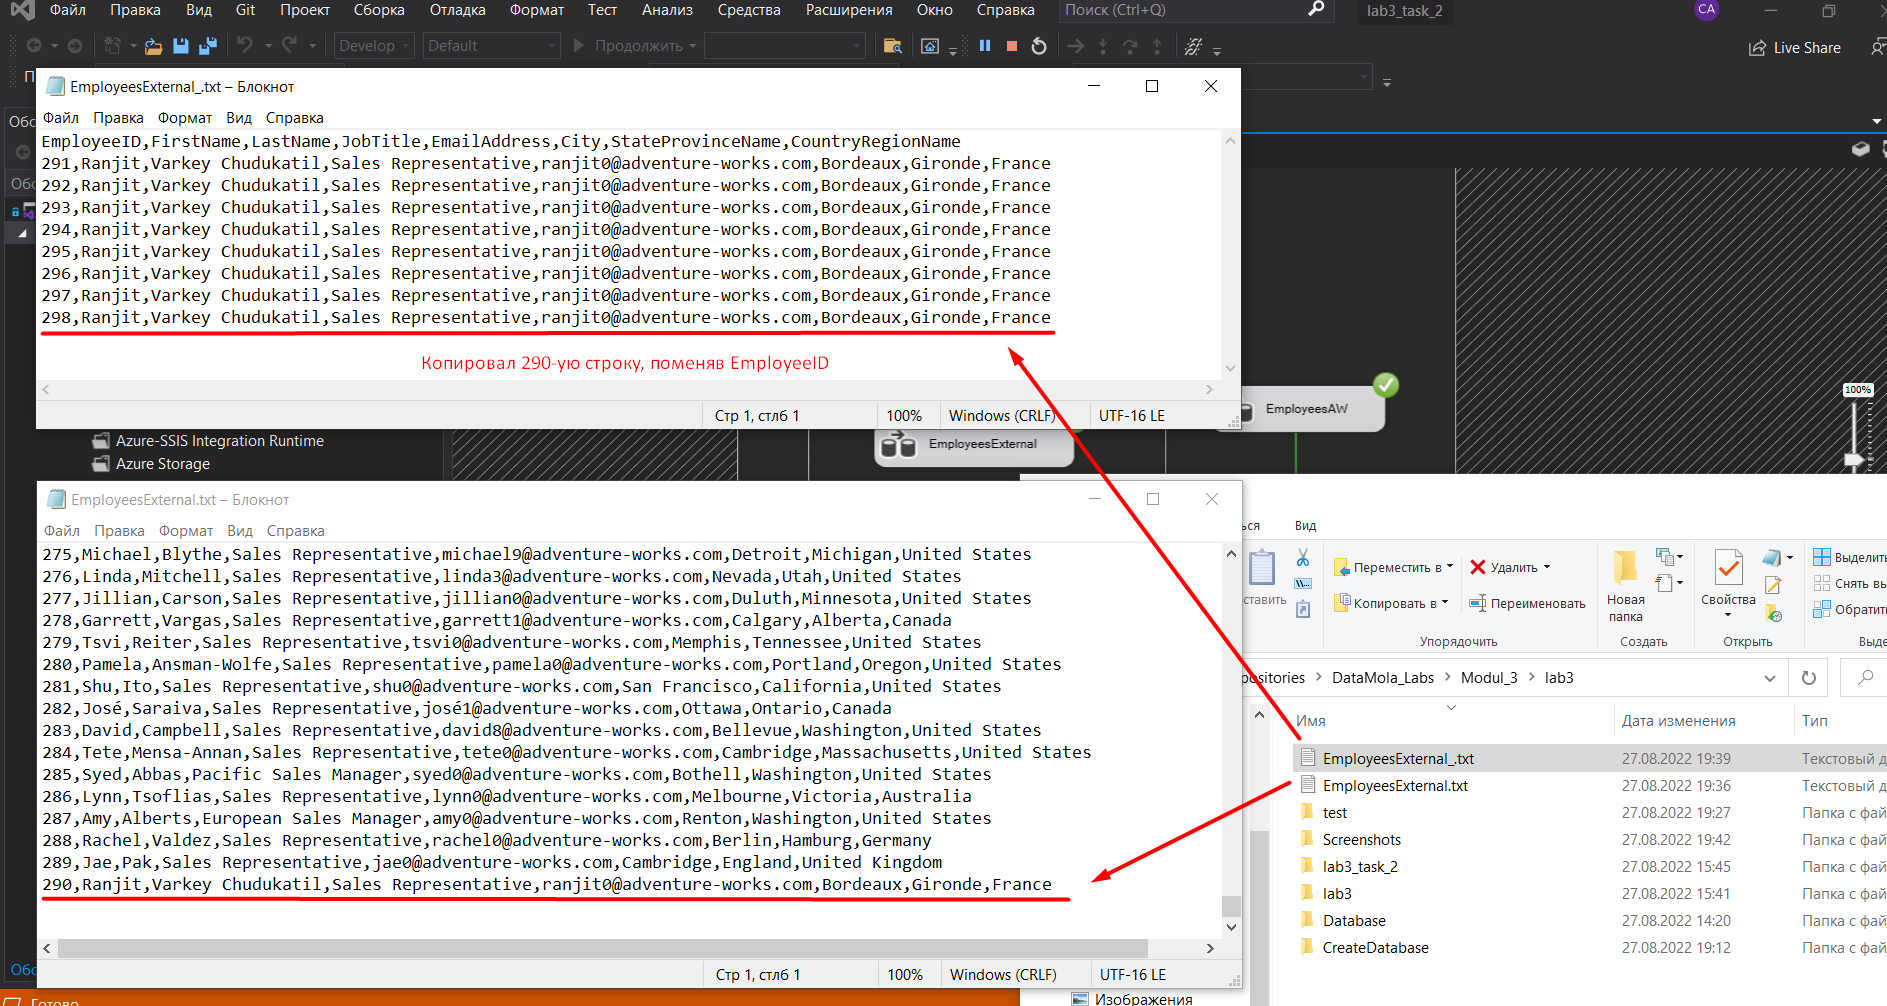 Файл Правка Вид Git Проект Сборка Отладка Формат Тест Анализ Средства Расширения Окно Справка Поиск (Ctrl+Q) lab3_task_2 CA
Develop Default Продолжить Live Share
EmployeesExternal_.txt – Блокнот
Файл Правка Формат Вид Справка
EmployeeID,FirstName,LastName,JobTitle,EmailAddress,City,StateProvinceName,CountryRegionName
291,Ranjit,Varkey Chudukatil,Sales Representative,ranjit0@adventure-works.com,Bordeaux,Gironde,France
292,Ranjit,Varkey Chudukatil,Sales Representative,ranjit0@adventure-works.com,Bordeaux,Gironde,France
293,Ranjit,Varkey Chudukatil,Sales Representative,ranjit0@adventure-works.com,Bordeaux,Gironde,France
294,Ranjit,Varkey Chudukatil,Sales Representative,ranjit0@adventure-works.com,Bordeaux,Gironde,France
295,Ranjit,Varkey Chudukatil,Sales Representative,ranjit0@adventure-works.com,Bordeaux,Gironde,France
296,Ranjit,Varkey Chudukatil,Sales Representative,ranjit0@adventure-works.com,Bordeaux,Gironde,France
297,Ranjit,Varkey Chudukatil,Sales Representative,ranjit0@adventure-works.com,Bordeaux,Gironde,France
298,Ranjit,Varkey Chudukatil,Sales Representative,ranjit0@adventure-works.com,Bordeaux,Gironde,France
Копировал 290-ую строку, поменяв EmployeeID
Стр 1, стлб 1 100% Windows (CRLF) UTF-16 LE
EmployeesAW
100%
EmployeesExternal
Azure-SSIS Integration Runtime
Azure Storage
EmployeesExternal.txt – Блокнот
Файл Правка Формат Вид Справка
275,Michael,Blythe,Sales Representative,michael9@adventure-works.com,Detroit,Michigan,United States
276,Linda,Mitchell,Sales Representative,linda3@adventure-works.com,Nevada,Utah,United States
277,Jillian,Carson,Sales Representative,jillian0@adventure-works.com,Duluth,Minnesota,United States
278,Garrett,Vargas,Sales Representative,garrett1@adventure-works.com,Calgary,Alberta,Canada
279,Tsvi,Reiter,Sales Representative,tsvi0@adventure-works.com,Memphis,Tennessee,United States
280,Pamela,Ansman-Wolfe,Sales Representative,pamela0@adventure-works.com,Portland,Oregon,United States
281,Shu,Ito,Sales Representative,shu0@adventure-works.com,San Francisco,California,United States
282,José,Saraiva,Sales Representative,josé1@adventure-works.com,Ottawa,Ontario,Canada
283,David,Campbell,Sales Representative,david8@adventure-works.com,Bellevue,Washington,United States
284,Tete,Mensa-Annan,Sales Representative,tete0@adventure-works.com,Cambridge,Massachusetts,United States
285,Syed,Abbas,Pacific Sales Manager,syed0@adventure-works.com,Bothell,Washington,United States
286,Lynn,Tsoflias,Sales Representative,lynn0@adventure-works.com,Melbourne,Victoria,Australia
287,Amy,Alberts,European Sales Manager,amy0@adventure-works.com,Renton,Washington,United States
288,Rachel,Valdez,Sales Representative,rachel0@adventure-works.com,Berlin,Hamburg,Germany
289,Jae,Pak,Sales Representative,jae0@adventure-works.com,Cambridge,England,United Kingdom
290,Ranjit,Varkey Chudukatil,Sales Representative,ranjit0@adventure-works.com,Bordeaux,Gironde,France
Стр 1, стлб 1 100% Windows (CRLF) UTF-16 LE
Готово
ься Вид
Переместить в Удалить Выделить
ставить Копировать в Переименовать Новая папка Свойства Снять вы
Обратит
Упорядочить Создать Открыть Выде
positories DataMola_Labs Modul_3 lab3
Имя Дата изменения Тип
EmployeesExternal_.txt 27.08.2022 19:39 Текстовый д
EmployeesExternal.txt 27.08.2022 19:36 Текстовый д
test 27.08.2022 19:27 Папка с фай
Screenshots 27.08.2022 19:42 Папка с фай
lab3_task_2 27.08.2022 15:45 Папка с фай
lab3 27.08.2022 15:41 Папка с фай
Database 27.08.2022 14:20 Папка с фай
CreateDatabase 27.08.2022 19:12 Папка с фай
Изображения